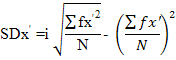 SDx' =i √(Σfx'²/N) - (Σfx'/N)²